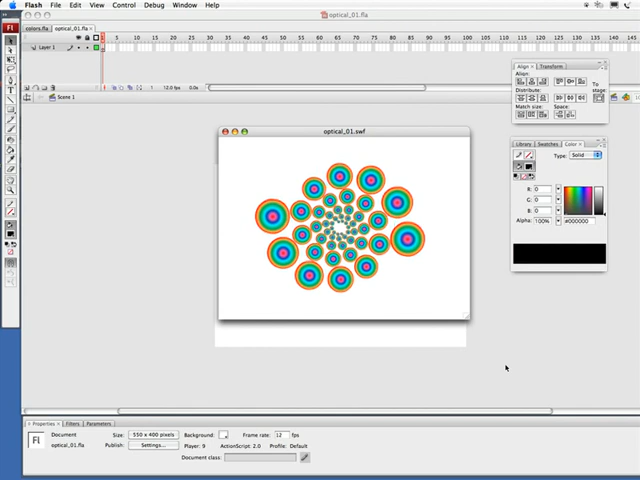 Flash File Edit View Control Debug Window Help
optical_01.fla
colors.fla optical_01.fla
1 5 10 15 20 25 30 35 40 45 50 55 60 65 70 75 80 85 90 95 100 105 110 115 120 125 130 135 140 145
Layer 1
1 12.0 fps 0.0s
Scene 1
Align Transform
Align:
To stage:
Distribute:
Match size: Space:
optical_01.swf
Library Swatches Color
Type: Solid
R: 0
G: 0
B: 0
Alpha: 100% #000000
Properties Filters Parameters
Fl
Document
optical_01.fla
Size: 550 x 400 pixels
Background:
Frame rate: 12 fps
Publish: Settings...
Player: 9 ActionScript: 2.0 Profile: Default
Document class: